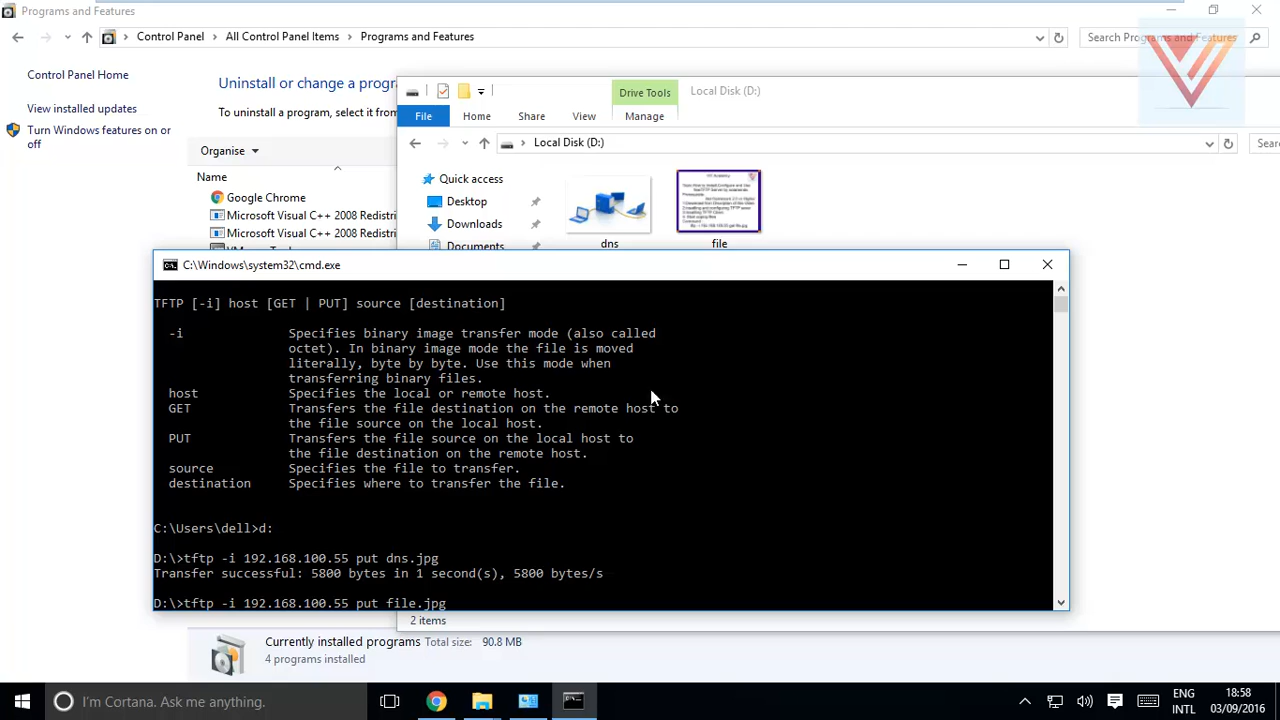 Programs and Features
Control Panel > All Control Panel Items > Programs and Features
Search Programs and Features
Control Panel Home
View installed updates
Turn Windows features on or
off
Uninstall or change a progra
To uninstall a program, select it from
Organise
Name
Google Chrome
Microsoft Visual C++ 2008 Redistri
Microsoft Visual C++ 2008 Redistri
Drive Tools
Local Disk (D:)
File
Home
Share
View
Manage
Local Disk (D:)
Sear
Quick access
Desktop
Downloads
Documents
dns
file
C:\Windows\system32\cmd.exe
TFTP [-i] host [GET | PUT] source [destination]
-i Specifies binary image transfer mode (also called
octet). In binary image mode the file is moved
literally, byte by byte. Use this mode when
transferring binary files.
host Specifies the local or remote host.
GET Transfers the file destination on the remote host to
the file source on the local host.
PUT Transfers the file source on the local host to
the file destination on the remote host.
source Specifies the file to transfer.
destination Specifies where to transfer the file.
C:\Users\dell>d:
D:\>tftp -i 192.168.100.55 put dns.jpg
Transfer successful: 5800 bytes in 1 second(s), 5800 bytes/s
D:\>tftp -i 192.168.100.55 put file.jpg
2 items
Currently installed programs Total size: 90.8 MB
4 programs installed
I'm Cortana. Ask me anything.
ENG
INTL
18:58
03/09/2016